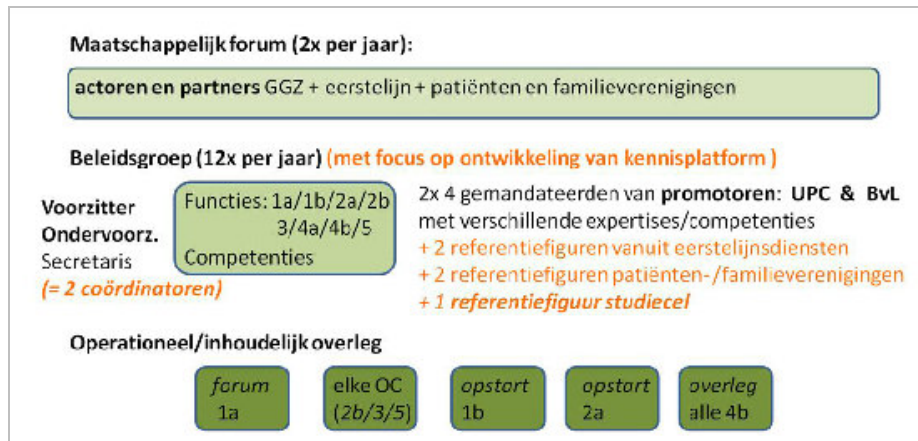 Maatschappelijk forum (2x per jaar):
actoren en partners GGZ + eerstelijn + patiënten en familieverenigingen
Beleidsgroep (12x per jaar) (met focus op ontwikkeling van kennisplatform )
Voorzitter
Ondervoorz.
Secretaris
(= 2 coördinatoren)
Functies: 1a/1b/2a/2b
3/4a/4b/5
Competenties
2x 4 gemandateerden van promotoren: UPC & BvL
met verschillende expertises/competenties
+ 2 referentiefiguren vanuit eerstelijnsdiensten
+ 2 referentiefiguren patiënten-/familieverenigingen
+ 1 referentiefiguur studiecel
Operationeel/inhoudelijk overleg
forum
1a
elke OC
(2b/3/5)
opstart
1b
opstart
2a
overleg
alle 4b